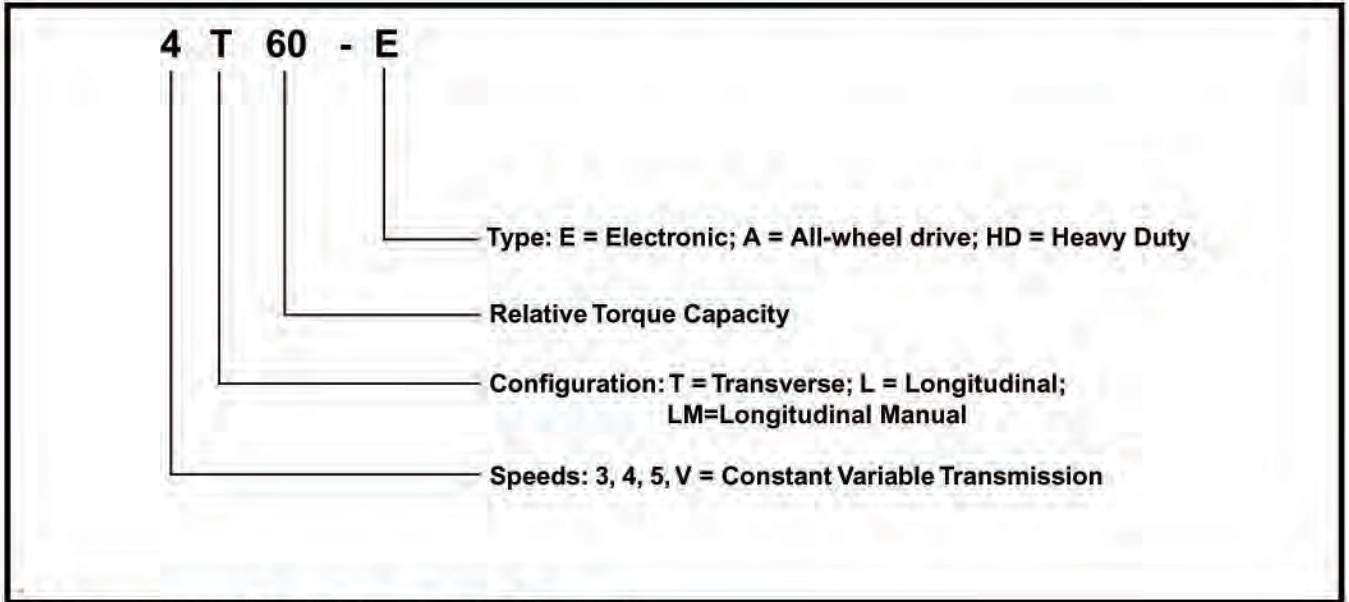 4 T 60 - E
Type: E = Electronic; A = All-wheel drive; HD = Heavy Duty
Relative Torque Capacity
Configuration: T = Transverse; L = Longitudinal;
LM=Longitudinal Manual
Speeds: 3, 4, 5, V = Constant Variable Transmission